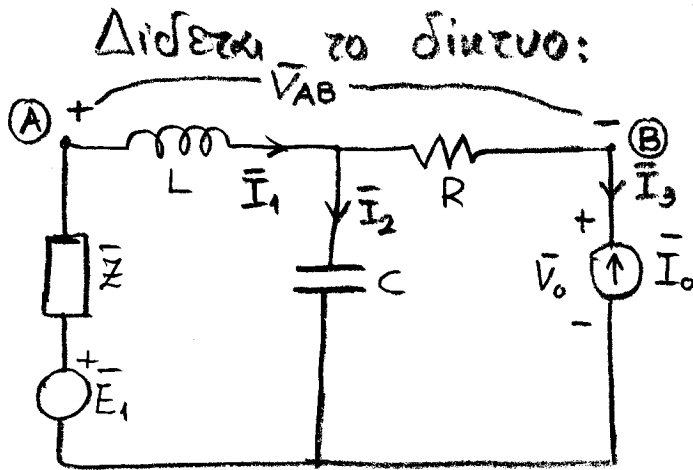 Δίδεται το δίκτυο:
V̄AB
A + − B
L Ī1 R Ī3
Ī2
Z̄ C + V̄o − Īo
+ Ē1